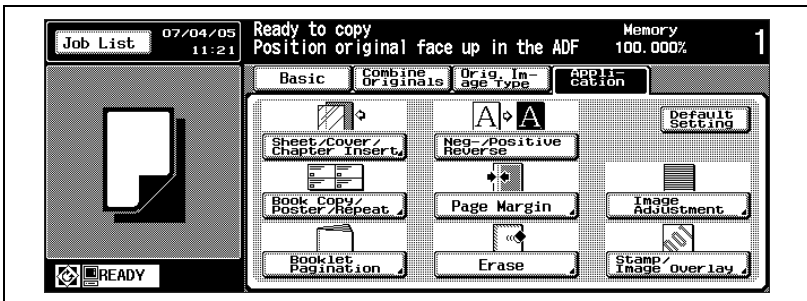 Job List
07/04/05
11:21
Ready to copy
Position original face up in the ADF
Memory
100.000%
1
Basic
Combine
Originals
Orig. Im-
age Type
Appli-
cation
Sheet/Cover/
Chapter Insert
Neg-/Positive
Reverse
Default
Setting
Book Copy/
Poster/Repeat
Page Margin
Image
Adjustment
Booklet
Pagination
Erase
Stamp/
Image Overlay
READY
A A
001